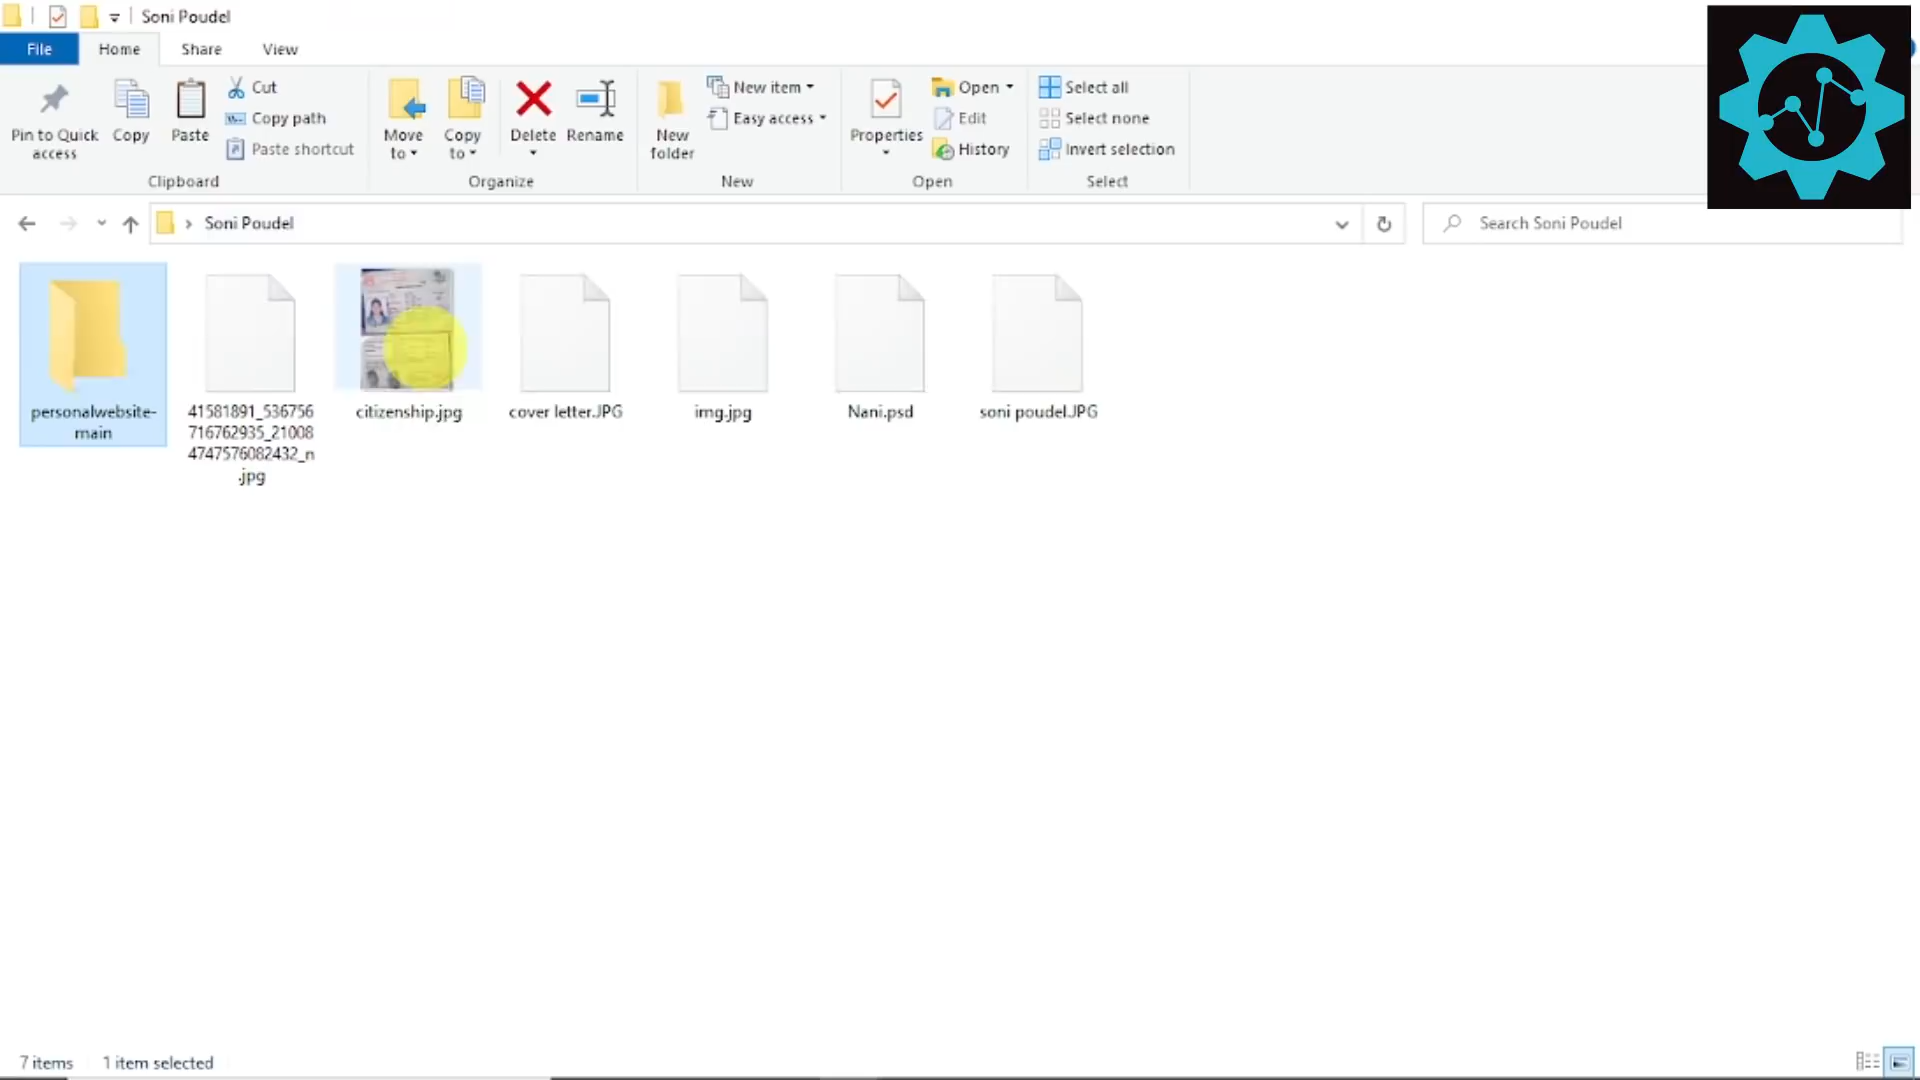 Soni Poudel
File Home Share View
Pin to Quick access
Copy
Paste
Cut
Copy path
Paste shortcut
Move to
Copy to
Delete
Rename
New folder
New item
Easy access
Properties
Open
Edit
History
Select all
Select none
Invert selection
Clipboard Organize New Open Select
Soni Poudel
Search Soni Poudel
personalwebsite-
main
41581891_536756
716762935_21008
4747576082432_n
.jpg
citizenship.jpg
cover letter.JPG
img.jpg
Nani.psd
soni poudel.JPG
7 items 1 item selected